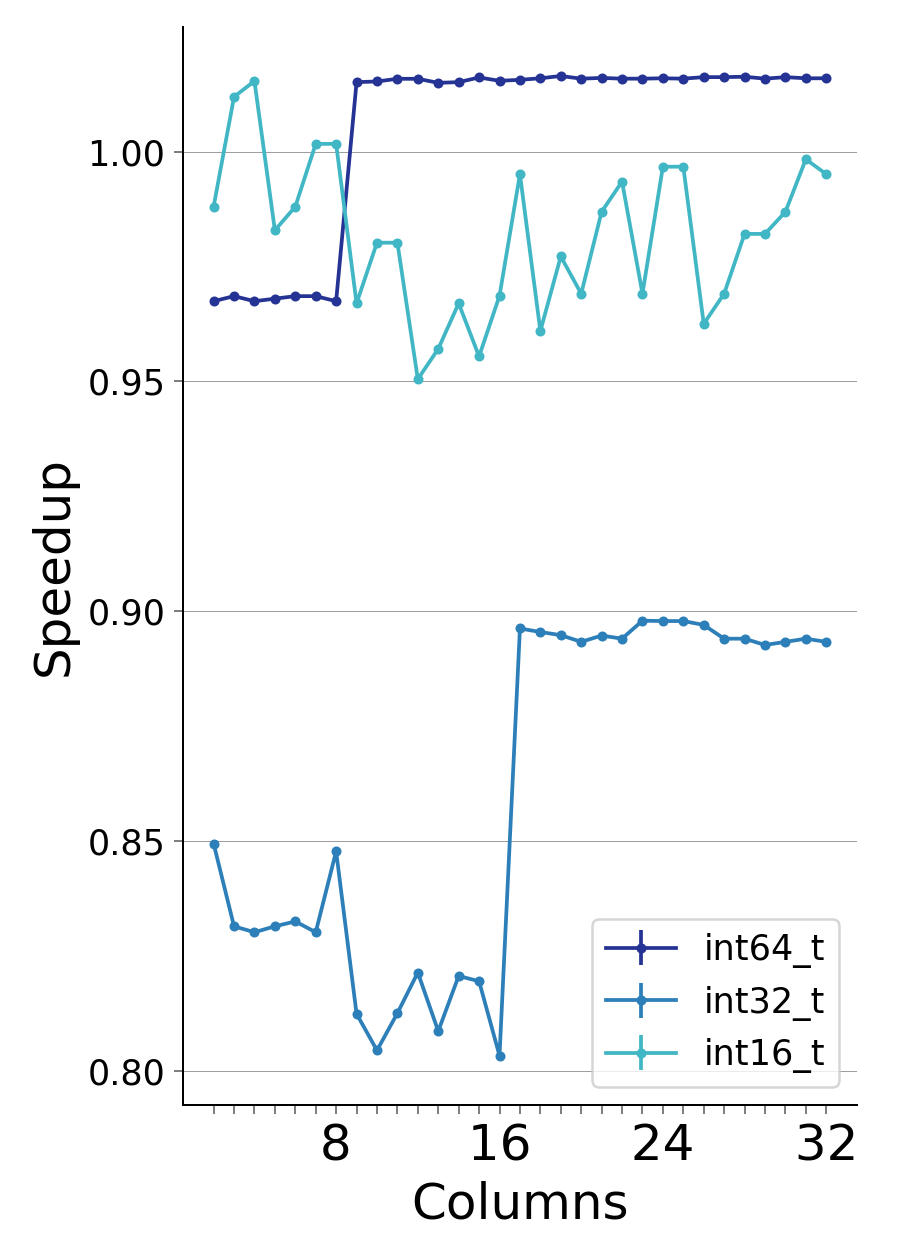 1.00
0.95
0.90
0.85
0.80
Speedup
8 16 24 32
Columns
int64_t
int32_t
int16_t